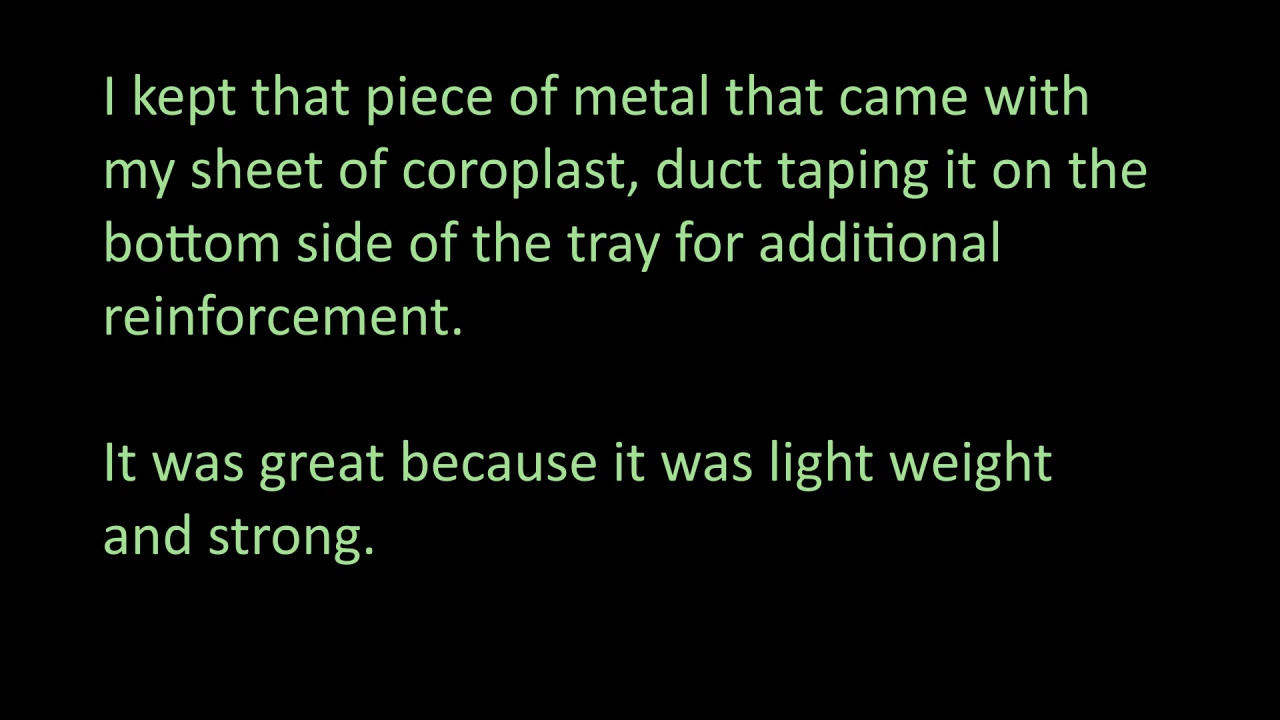 I kept that piece of metal that came with
my sheet of coroplast, duct taping it on the
bottom side of the tray for additional
reinforcement.
It was great because it was light weight
and strong.